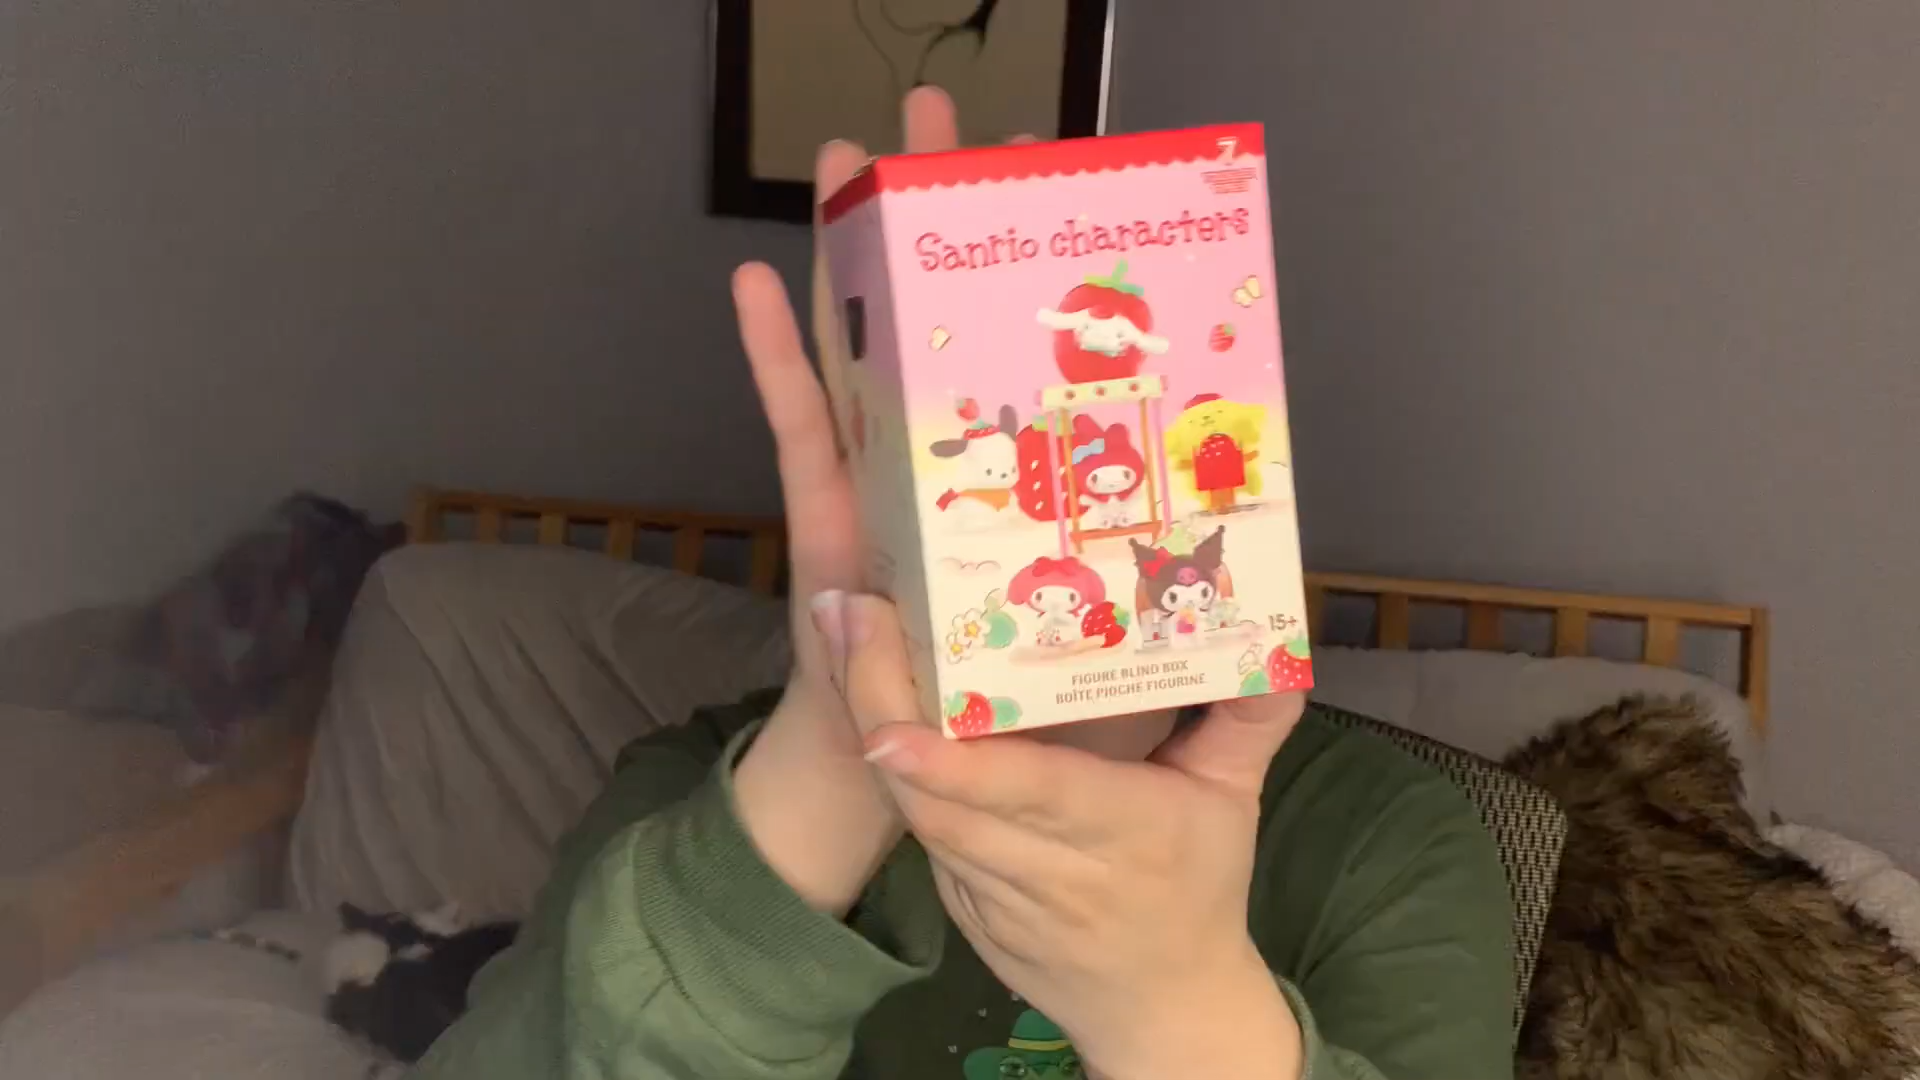 7
Sanrio characters
15+
FIGURE BLIND BOX
BOÎTE PIOCHE FIGURINE